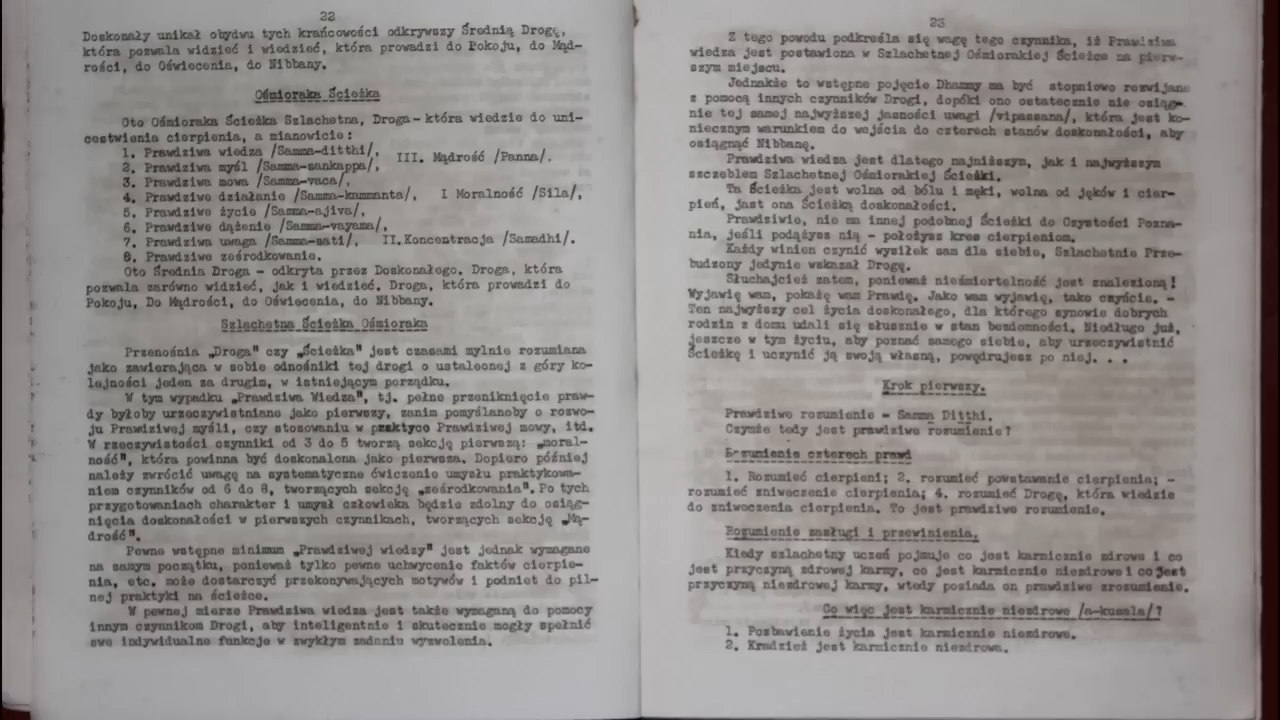 22
Doskonały unikał obydwu tych krańcowości odkrywszy Średnią Drogę,
która pozwala widzieć i wiedzieć, która prowadzi do Pokoju, do Mąd-
rości, do Oświecenia, do Nibbany.
Ośmioraka Ścieżka
Oto Ośmioraka Ścieżka Szlachetna, Droga - która wiedzie do uni-
cestwienia cierpienia, a mianowicie:
1. Prawdziwa wiedza /Samma-ditthi/,
2. Prawdziwa myśl /Samma-sankappa/, III. Mądrość /Panna/.
3. Prawdziwa mowa /Samma-vaca/,
4. Prawdziwe działanie /Samma-kammanta/, I Moralność /Sila/,
5. Prawdziwe życie /Samma-ajiva/,
6. Prawdziwe dążenie /Samma-vayama/,
7. Prawdziwa uwaga /Samma-sati/, II.Koncentracja /Samadhi/.
8. Prawdziwe ześrodkowanie.
Oto Średnia Droga - odkryta przez Doskonałego. Droga, która
pozwala zarówno widzieć, jak i wiedzieć. Droga, która prowadzi do
Pokoju, Do Mądrości, do Oświecenia, do Nibbany.
Szlachetna Ścieżka Ośmioraka
Przenośnia „Droga" czy „Ścieżka" jest czasami mylnie rozumiana
jako zawierająca w sobie odnośniki tej drogi o ustalonej z góry ko-
lejności jeden za drugim, w istniejącym porządku.
W tym wypadku „Prawdziwa Wiedza", tj. pełne przeniknięcie praw-
dy byłoby urzeczywistniane jako pierwsze, zanim pomyślanoby o rozwo-
ju Prawdziwej myśli, czy stosowaniu w praktyce Prawdziwej mowy, itd.
W rzeczywistości czynniki od 3 do 5 tworzą sekcję pierwszą: „moral-
ność", która powinna być doskonalona jako pierwsza. Dopiero później
należy zwrócić uwagę na systematyczne ćwiczenie umysłu praktykowa-
niem czynników od 6 do 8, tworzących sekcję „ześrodkowania". Po tych
przygotowaniach charakter i umysł człowieka będzie zdolny do osiąg-
nięcia doskonałości w pierwszych czynnikach, tworzących sekcję „Mą-
drość".
Pewne wstępne minimum „Prawdziwej wiedzy" jest jednak wymagane
na samym początku, ponieważ tylko pewne uchwycenie faktów cierpie-
nia, etc. może dostarczyć przekonywających motywów i podniet do pil-
nej praktyki na ścieżce.
W pewnej mierze Prawdziwa wiedza jest także wymaganą do pomocy
innym czynnikom Drogi, aby inteligentnie i skutecznie mogły spełnić
swe indywidualne funkcje w zwykłym zadaniu wyzwolenia.
23
Z tego powodu podkreśla się wagę tego czynnika, iż Prawdziwa
wiedza jest postawiona w Szlachetnej Ośmiorakiej Ścieżce na pierw-
szym miejscu.
Jednakże to wstępne pojęcie Dhammy ma być stopniowo rozwijane
z pomocą innych czynników Drogi, dopóki ono ostatecznie nie osiąg-
nie tej samej najwyższej jasności uwagi /vipassana/, która jest ko-
niecznym warunkiem do wejścia do czterech stanów doskonałości, aby
osiągnąć Nibbanę.
Prawdziwa wiedza jest dlatego najniższym, jak i najwyższym
szczeblem Szlachetnej Ośmiorakiej Ścieżki.
Ta Ścieżka jest wolna od bólu i męki, wolna od jęków i cier-
pień, jest ona Ścieżką doskonałości.
Prawdziwie, nie ma innej podobnej Ścieżki do Czystości Pozna-
nia, jeśli podążysz nią - położysz kres cierpieniom.
Każdy winien czynić wysiłek sam dla siebie, Szlachetnie Prze-
budzony jedynie wskazał Drogę.
Słuchajcież zatem, ponieważ nieśmiertelność jest znaleziona!
Wyjawię wam, pokażę wam Prawdę. Jako wam wyjawię, tako czyńcie. -
Ten najwyższy cel życia doskonałego, dla którego synowie dobrych
rodzin z domu udali się słusznie w stan bezdomności. Niedługo już,
jeszcze w tym życiu, aby poznać samego siebie, aby urzeczywistnić
Ścieżkę i uczynić ją swoją własną, powędrujesz po niej. . .
Krok pierwszy.
Prawdziwe rozumienie - Samma Ditthi.
Czymże tedy jest prawdziwe rozumienie?
Rozumienie czterech prawd
1. Rozumieć cierpieni; 2. rozumieć powstawanie cierpienia; -
rozumieć zniweczenie cierpienia; 4. rozumieć Drogę, która wiedzie
do zniweczenia cierpienia. To jest prawdziwe rozumienie.
Rozumienie zasługi i przewinienia.
Kiedy szlachetny uczeń pojmuje co jest karmicznie zdrowe i co
jest przyczyną zdrowej karmy, co jest karmicznie niezdrowe i co jest
przyczyną niezdrowej karmy, wtedy posiada on prawdziwe zrozumienie.
Co więc jest karmicznie niezdrowe /a-kusala/?
1. Pozbawienie życia jest karmicznie niezdrowe.
2. Kradzież jest karmicznie niezdrowa.